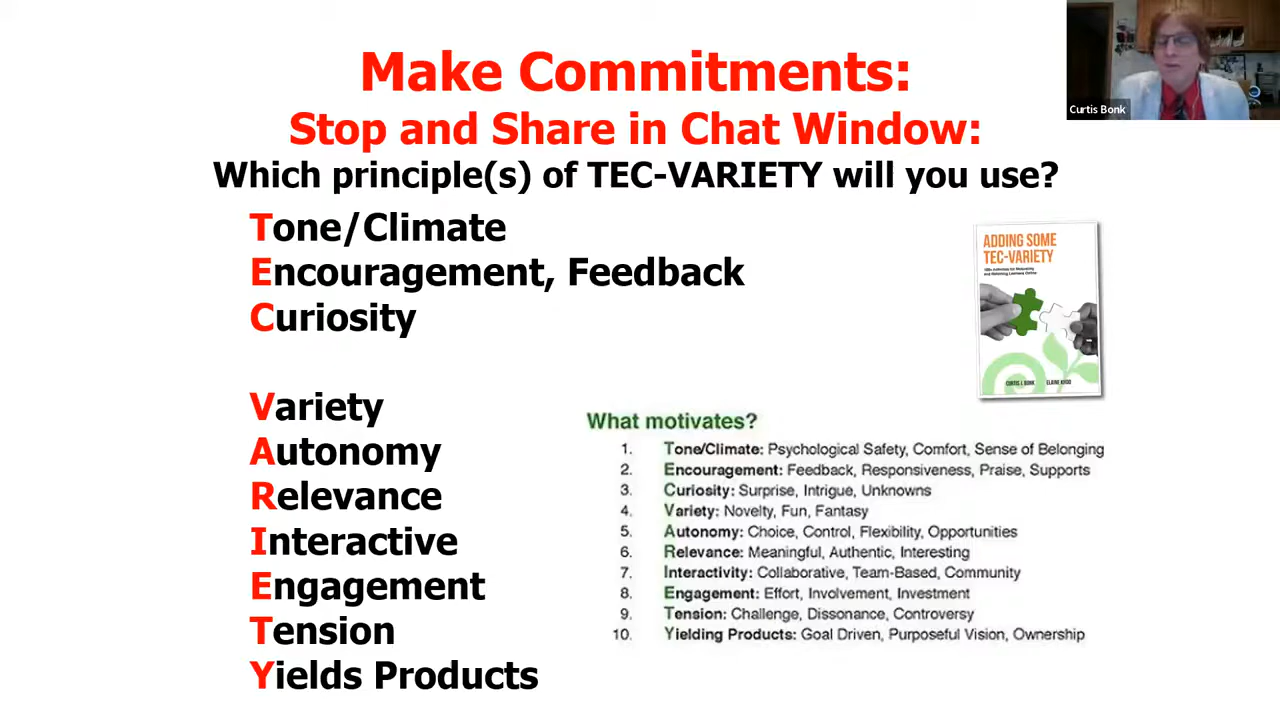 Make Commitments:
Stop and Share in Chat Window:
Which principle(s) of TEC-VARIETY will you use?
Curtis Bonk
Tone/Climate
Encouragement, Feedback
Curiosity
Variety
Autonomy
Relevance
Interactive
Engagement
Tension
Yields Products
ADDING SOME
TEC-VARIETY
100+ Activities for Motivating
and Retaining Learners Online
CURTIS J. BONK ELAINE KHOO
What motivates?
1. Tone/Climate: Psychological Safety, Comfort, Sense of Belonging
2. Encouragement: Feedback, Responsiveness, Praise, Supports
3. Curiosity: Surprise, Intrigue, Unknowns
4. Variety: Novelty, Fun, Fantasy
5. Autonomy: Choice, Control, Flexibility, Opportunities
6. Relevance: Meaningful, Authentic, Interesting
7. Interactivity: Collaborative, Team-Based, Community
8. Engagement: Effort, Involvement, Investment
9. Tension: Challenge, Dissonance, Controversy
10. Yielding Products: Goal Driven, Purposeful Vision, Ownership